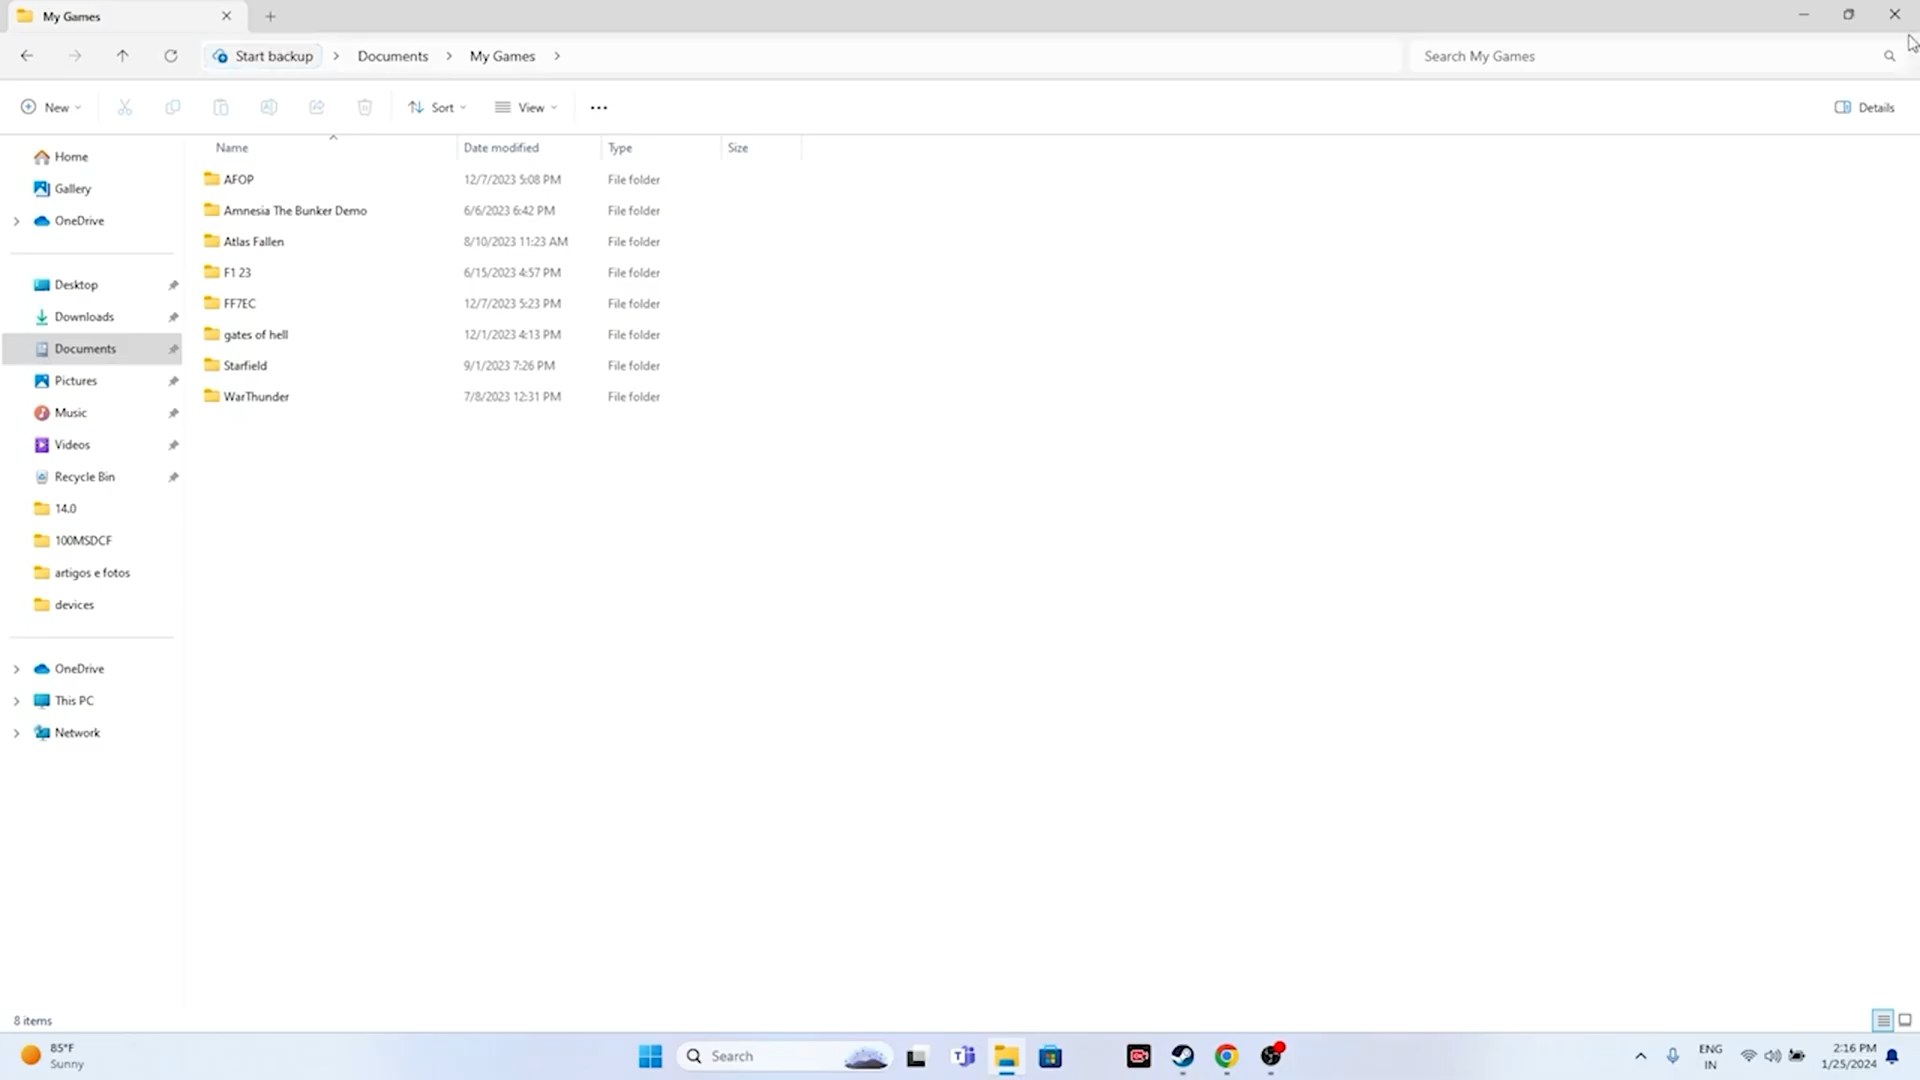 My Games
Start backup > Documents > My Games >
Search My Games
New
Sort
View
Details
Name Date modified Type Size
AFOP 12/7/2023 5:08 PM File folder
Amnesia The Bunker Demo 6/6/2023 6:42 PM File folder
Atlas Fallen 8/10/2023 11:23 AM File folder
F1 23 6/15/2023 4:57 PM File folder
FF7EC 12/7/2023 5:23 PM File folder
gates of hell 12/1/2023 4:13 PM File folder
Starfield 9/1/2023 7:26 PM File folder
WarThunder 7/8/2023 12:31 PM File folder
Home
Gallery
OneDrive
Desktop
Downloads
Documents
Pictures
Music
Videos
Recycle Bin
14.0
100MSDCF
artigos e fotos
devices
OneDrive
This PC
Network
8 items
85°F
Sunny
Search
ENG
IN
2:16 PM
1/25/2024